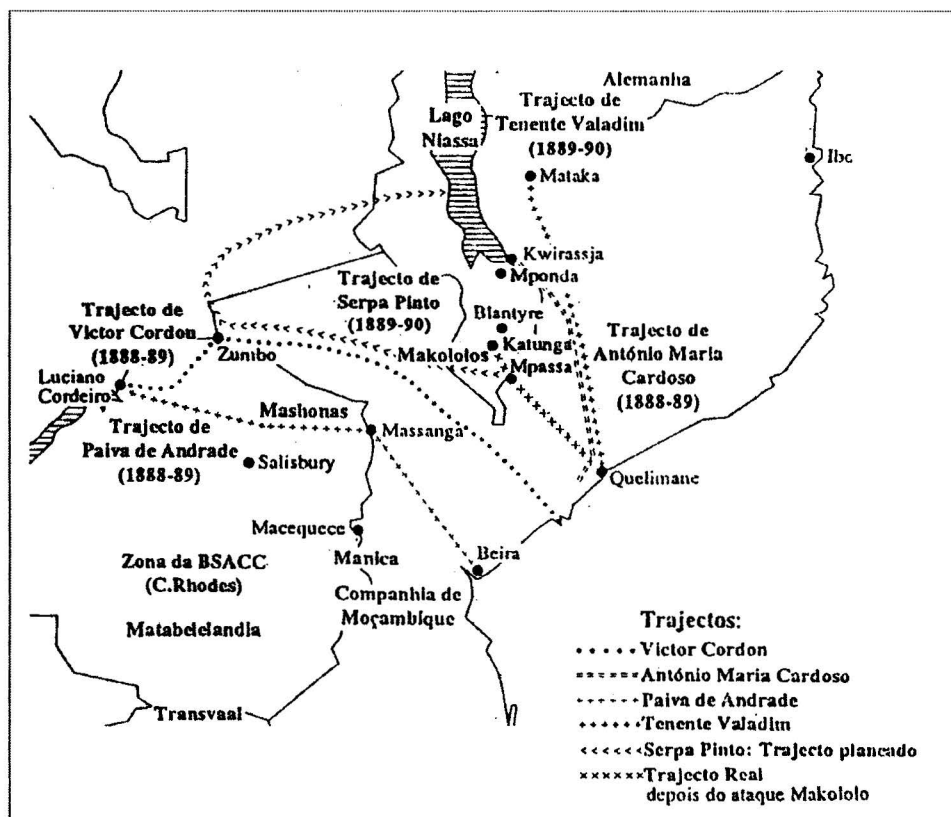 Alemanha
Trajecto de
Tenente Valadim
(1889-90)
Lago
Niassa
Ibo
Mataka
Kwirassja
Mponda
Trajecto de
Serpa Pinto
(1889-90)
Blantyre
Katunga
Makololos
Mpassa
Trajecto de
António Maria
Cardoso
(1888-89)
Trajecto de
Victor Cordon
(1888-89)
Zumbo
Luciano
Cordeiro
Mashonas
Massanga
Trajecto de
Paiva de Andrade
(1888-89)
Salisbury
Quelimane
Macequece
Manica
Beira
Zona da BSACC
(C.Rhodes)
Companhia de
Moçambique
Matabelelandia
Transvaal
Trajectos:
Victor Cordon
António Maria Cardoso
Paiva de Andrade
Tenente Valadim
Serpa Pinto: Trajecto planeado
Trajecto Real
depois do ataque Makololo